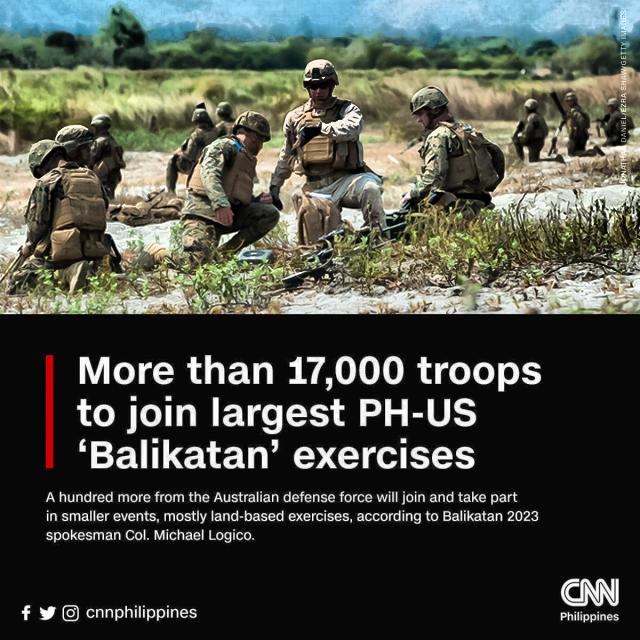 DANIEL EZRA SHAW/GETTY IMAGES
More than 17,000 troops
to join largest PH-US
‘Balikatan’ exercises
A hundred more from the Australian defense force will join and take part
in smaller events, mostly land-based exercises, according to Balikatan 2023
spokesman Col. Michael Logico.
cnnphilippines
CNN
Philippines